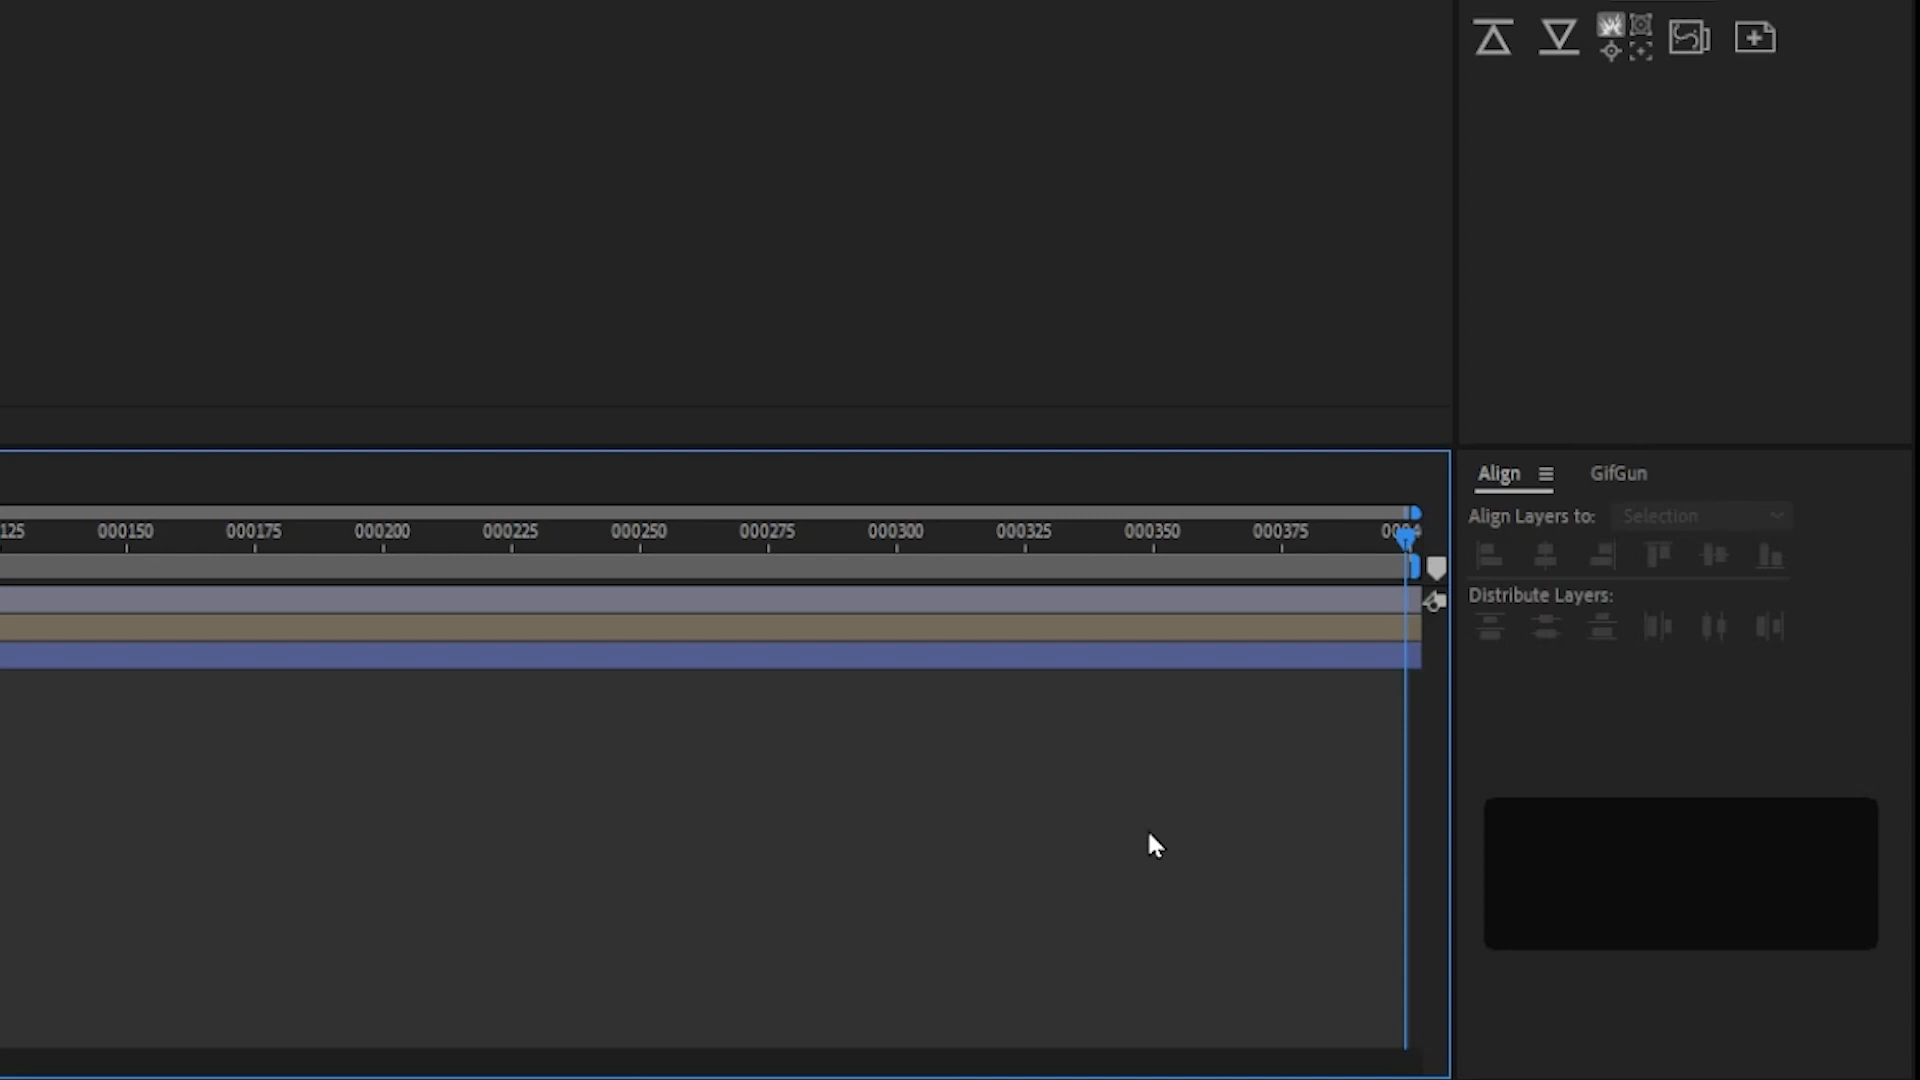 Align GifGun
Align Layers to: Selection
125 000150 000175 000200 000225 000250 000275 000300 000325 000350 000375
Distribute Layers: